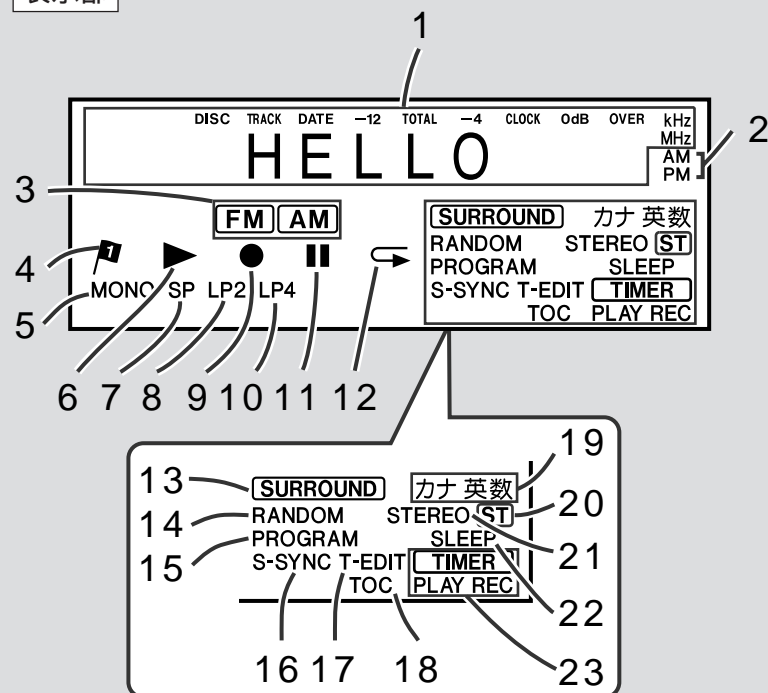 1
DISC TRACK DATE −12 TOTAL −4 CLOCK 0dB OVER kHz
MHz
HELLO
AM
PM
2
3
FM AM
SURROUND カナ 英数
4
RANDOM STEREO ST
PROGRAM SLEEP
5
MONO SP LP2 LP4
S-SYNC T-EDIT TIMER
TOC PLAY REC
6 7 8 9 10 11 12
13
SURROUND カナ 英数
19
14
RANDOM STEREO ST
20
15
PROGRAM SLEEP
21
S-SYNC T-EDIT TIMER
TOC PLAY REC
22
16 17 18 23